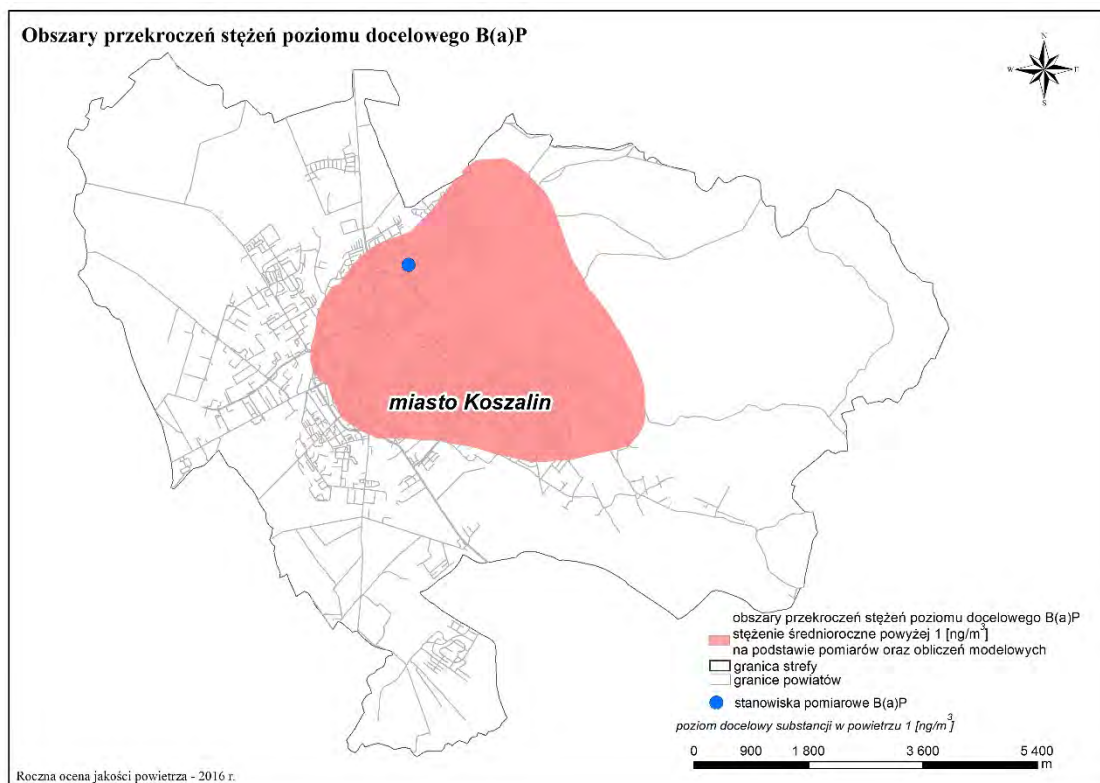 Obszary przekroczeń stężeń poziomu docelowego B(a)P
N
W E
S
miasto Koszalin
obszary przekroczeń stężeń poziomu docelowego B(a)P
stężenie średnioroczne powyżej 1 [ng/m³]
na podstawie pomiarów oraz obliczeń modelowych
granica strefy
granice powiatów
stanowiska pomiarowe B(a)P
poziom docelowy substancji w powietrzu 1 [ng/m³]
0 900 1 800 3 600 5 400
m
Roczna ocena jakości powietrza - 2016 r.